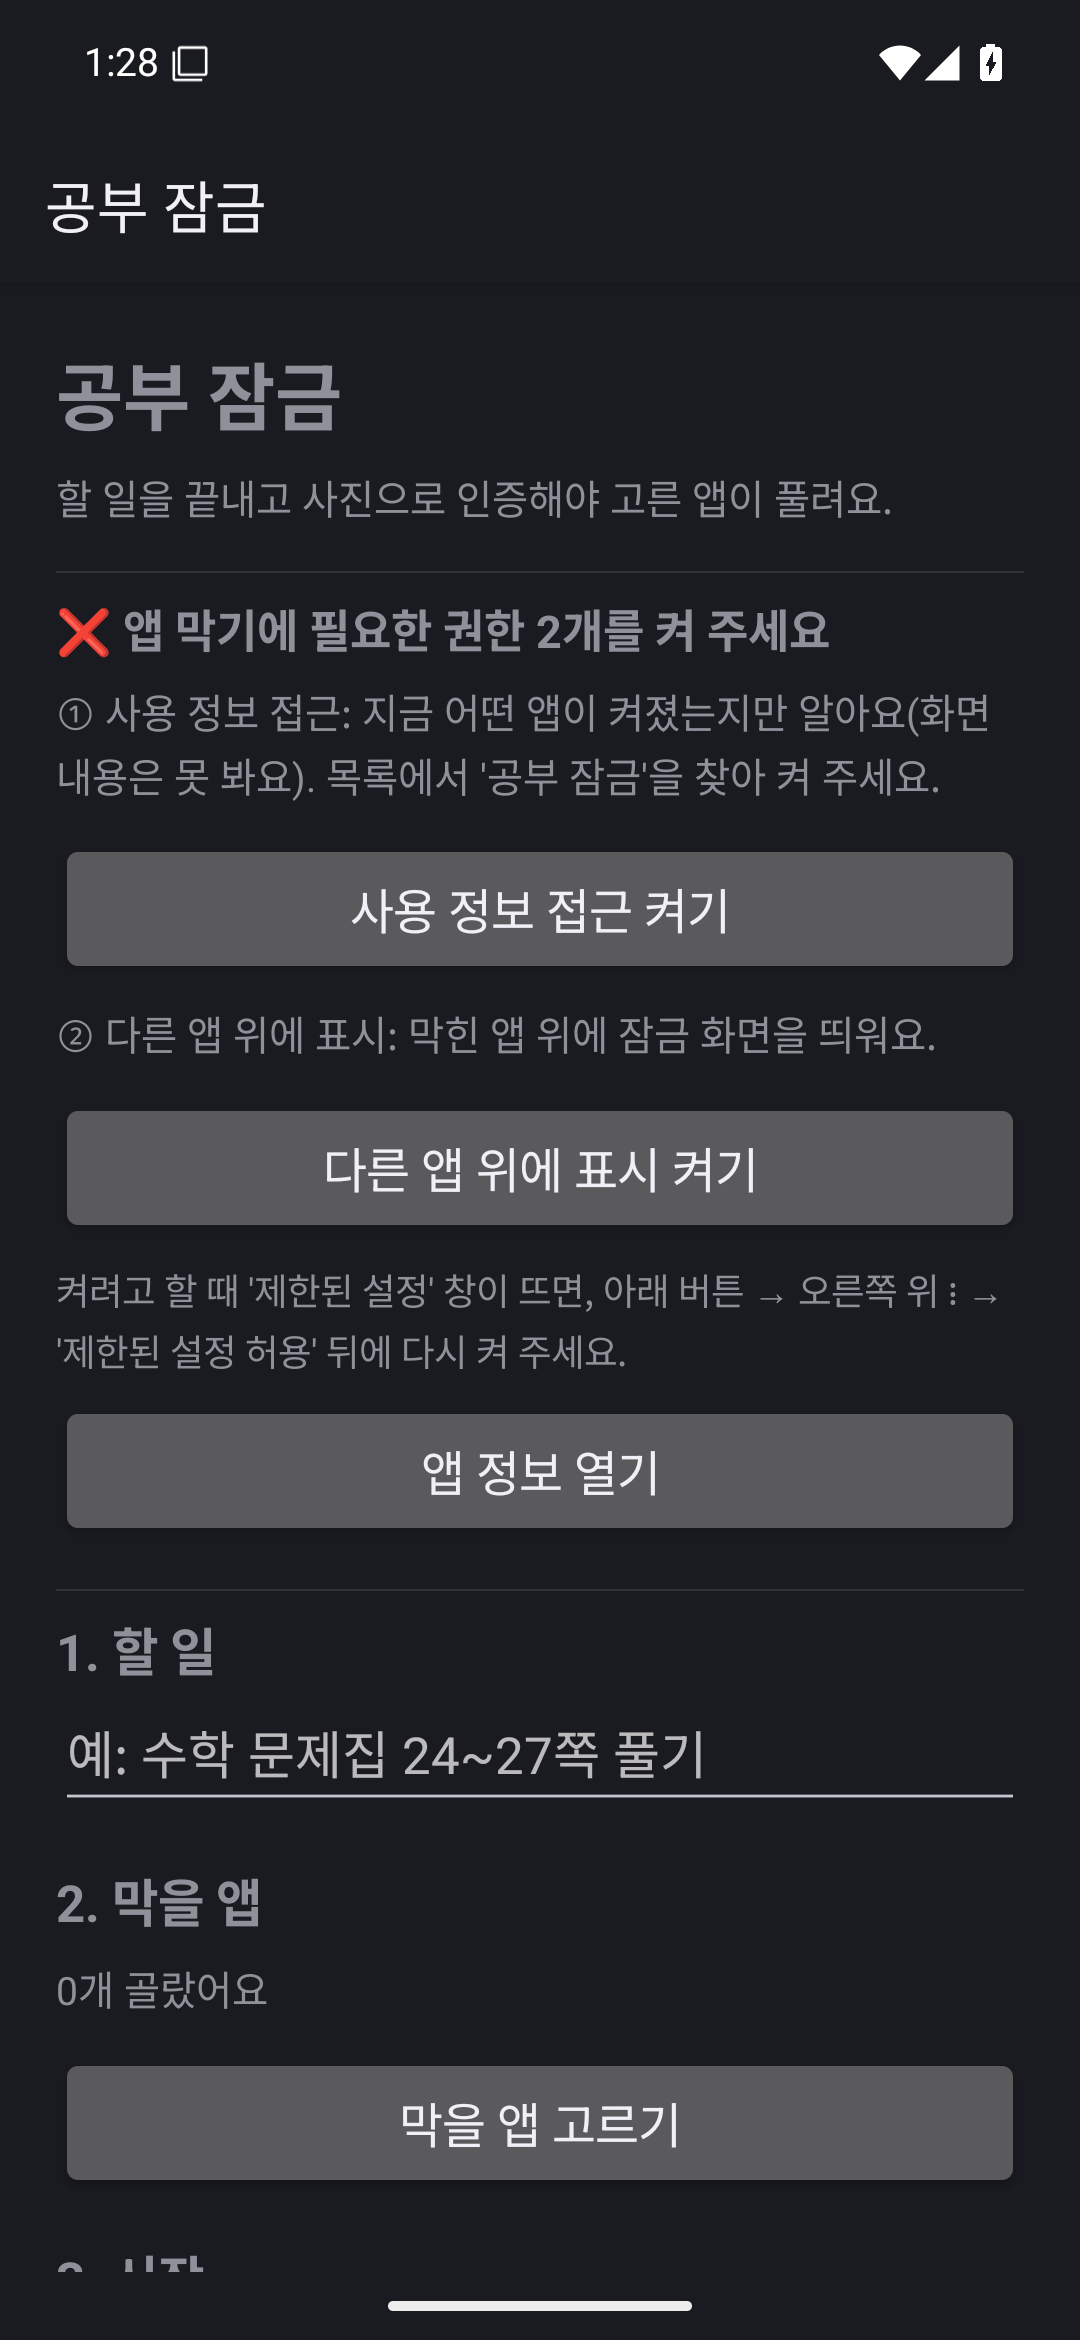 1:28
공부 잠금
공부 잠금
할 일을 끝내고 사진으로 인증해야 고른 앱이 풀려요.
❌ 앱 막기에 필요한 권한 2개를 켜 주세요
① 사용 정보 접근: 지금 어떤 앱이 켜졌는지만 알아요(화면
내용은 못 봐요). 목록에서 '공부 잠금'을 찾아 켜 주세요.
사용 정보 접근 켜기
② 다른 앱 위에 표시: 막힌 앱 위에 잠금 화면을 띄워요.
다른 앱 위에 표시 켜기
켜려고 할 때 '제한된 설정' 창이 뜨면, 아래 버튼 → 오른쪽 위 ⋮ →
'제한된 설정 허용' 뒤에 다시 켜 주세요.
앱 정보 열기
1. 할 일
예: 수학 문제집 24~27쪽 풀기
2. 막을 앱
0개 골랐어요
막을 앱 고르기